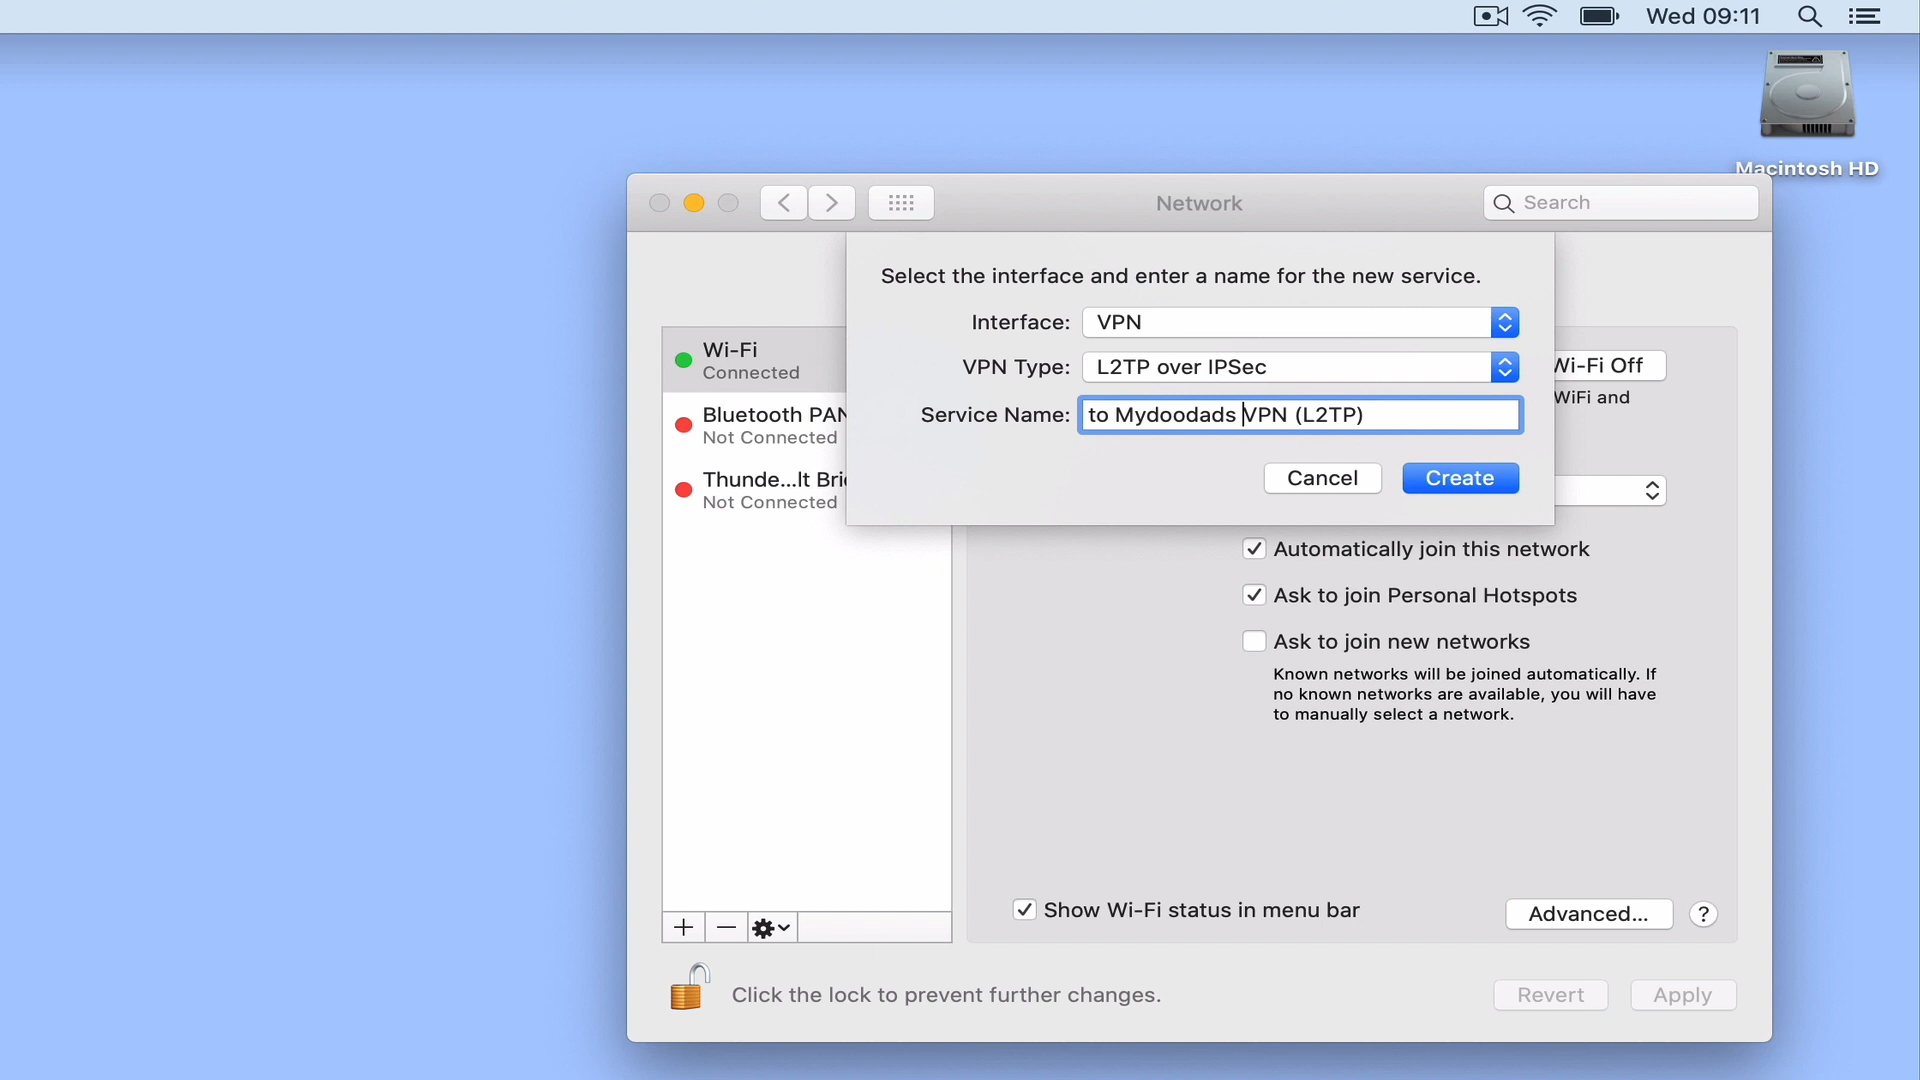 Wed 09:11
Macintosh HD
Network
Search
Select the interface and enter a name for the new service.
Interface: VPN
VPN Type: L2TP over IPSec
Service Name: to Mydoodads VPN (L2TP)
Cancel
Create
Wi-Fi
Connected
Bluetooth PAN
Not Connected
Thunde...lt Bri
Not Connected
Wi-Fi Off
WiFi and
Automatically join this network
Ask to join Personal Hotspots
Ask to join new networks
Known networks will be joined automatically. If
no known networks are available, you will have
to manually select a network.
Show Wi-Fi status in menu bar
Advanced...
?
Click the lock to prevent further changes.
Revert
Apply